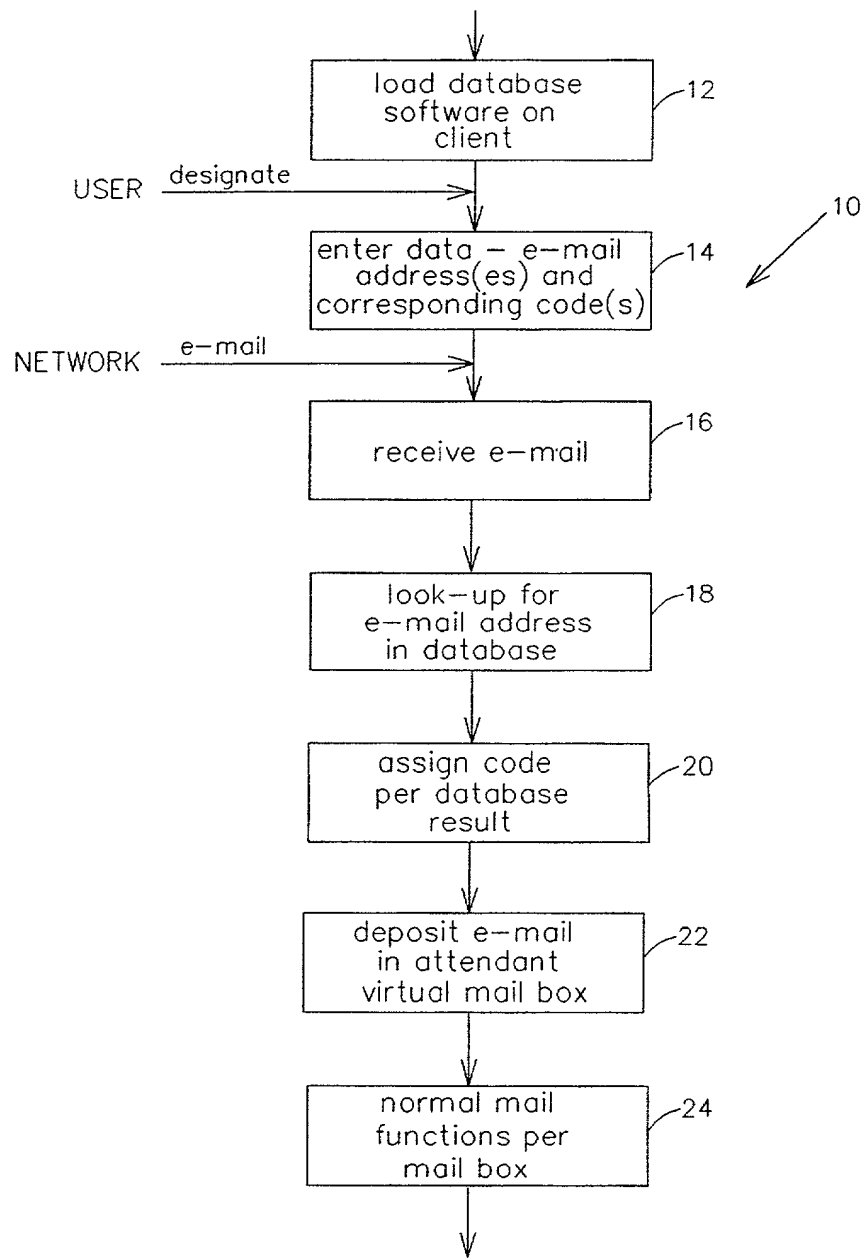 load database
software on
client
12
USER
designate
10
enter data - e-mail
address(es) and
corresponding code(s)
14
NETWORK
e-mail
receive e-mail
16
look-up for
e-mail address
in database
18
assign code
per database
result
20
deposit e-mail
in attendant
virtual mail box
22
normal mail
functions per
mail box
24